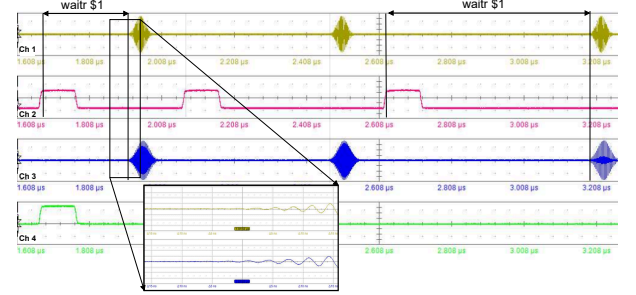 waitr $1 waitr $1
Ch 1
1.608 µs 1.808 µs 2.008 µs 2.208 µs 2.408 µs 2.608 µs 2.808 µs 3.008 µs 3.208 µs
Ch 2
1.608 µs 1.808 µs 2.008 µs 2.208 µs 2.408 µs 2.608 µs 2.808 µs 3.008 µs 3.208 µs
Ch 3
1.608 µs 1.808 µs 2.608 µs 2.808 µs 3.008 µs 3.208 µs
Ch 4
1.608 µs 1.808 µs 2.608 µs 2.808 µs 3.008 µs 3.208 µs